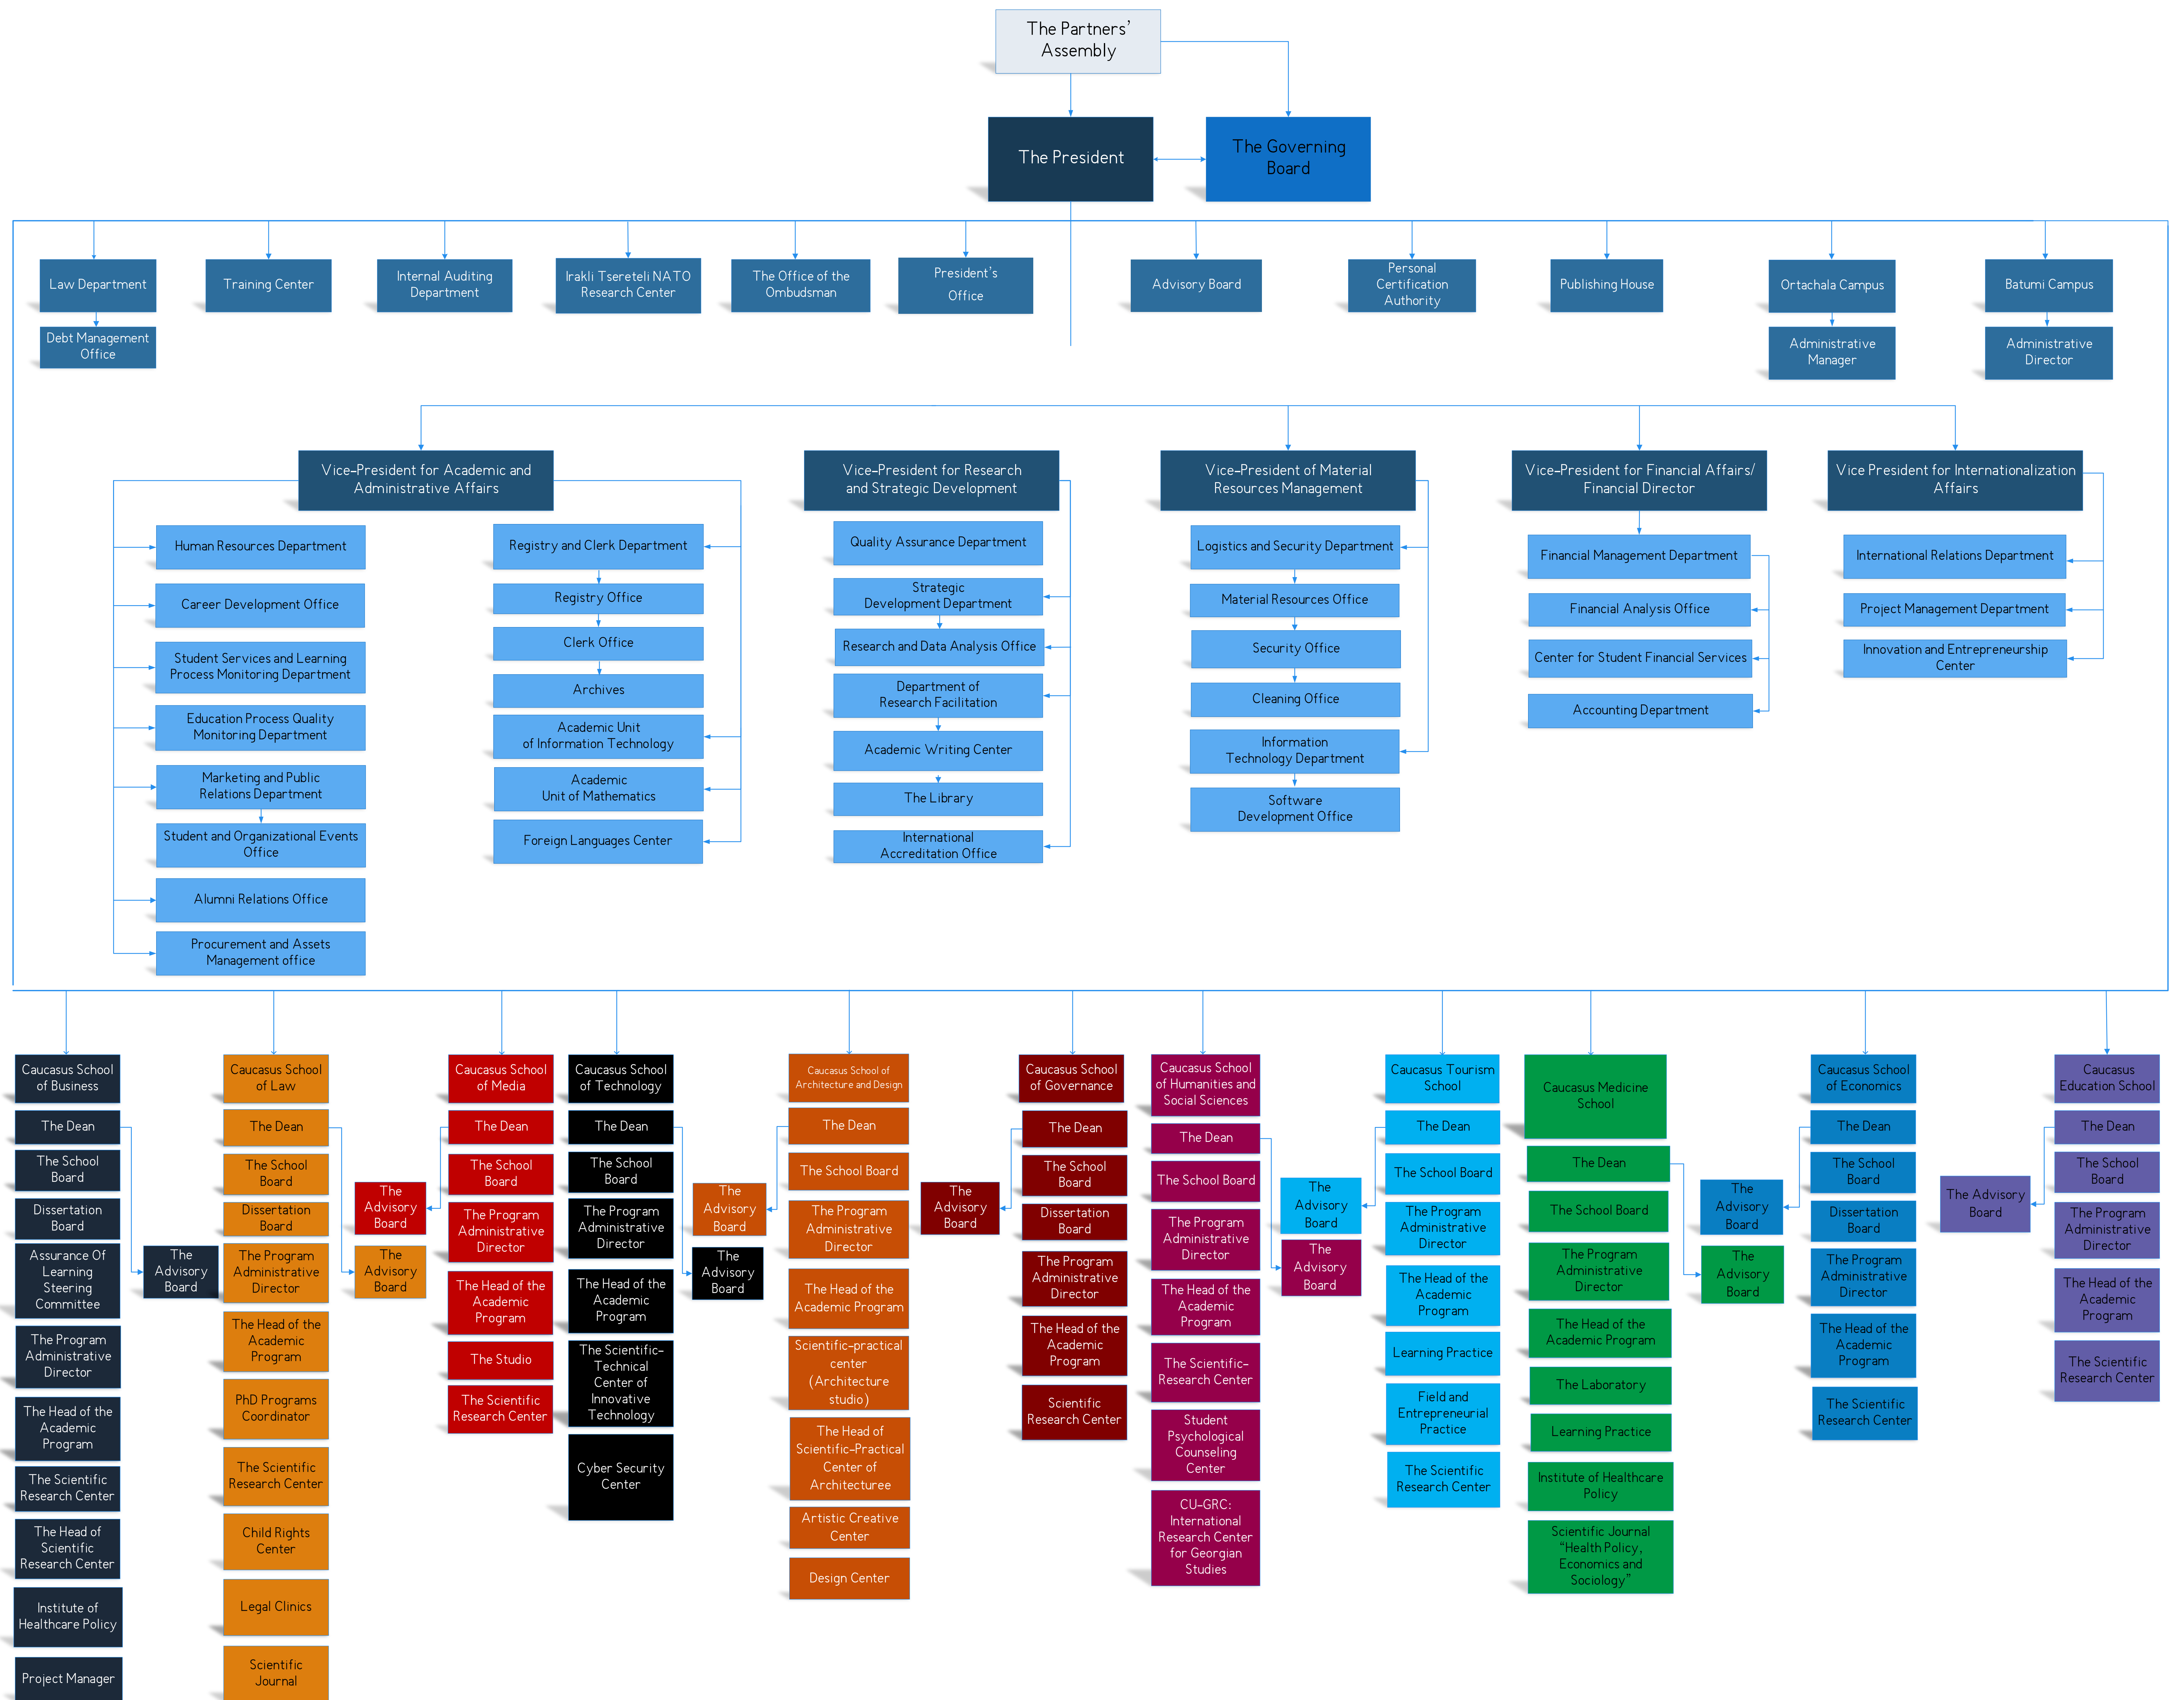 The Partners'
Assembly
The President
The Governing
Board
Law Department
Debt Management
Office
Training Center
Internal Auditing
Department
Irakli Tsereteli NATO
Research Center
The Office of the
Ombudsman
President's
Office
Advisory Board
Personal
Certification
Authority
Publishing House
Ortachala Campus
Administrative
Manager
Batumi Campus
Administrative
Director
Vice-President for Academic and
Administrative Affairs
Human Resources Department
Career Development Office
Student Services and Learning
Process Monitoring Department
Education Process Quality
Monitoring Department
Marketing and Public
Relations Department
Student and Organizational Events
Office
Alumni Relations Office
Procurement and Assets
Management office
Registry and Clerk Department
Registry Office
Clerk Office
Archives
Academic Unit
of Information Technology
Academic
Unit of Mathematics
Foreign Languages Center
Vice-President for Research
and Strategic Development
Quality Assurance Department
Strategic
Development Department
Research and Data Analysis Office
Department of
Research Facilitation
Academic Writing Center
The Library
International
Accreditation Office
Vice-President of Material
Resources Management
Logistics and Security Department
Material Resources Office
Security Office
Cleaning Office
Information
Technology Department
Software
Development Office
Vice-President for Financial Affairs/
Financial Director
Financial Management Department
Financial Analysis Office
Center for Student Financial Services
Accounting Department
Vice President for Internationalization
Affairs
International Relations Department
Project Management Department
Innovation and Entrepreneurship
Center
Caucasus School
of Business
The Dean
The School
Board
Dissertation
Board
Assurance Of
Learning
Steering
Committee
The Program
Administrative
Director
The Head of the
Academic
Program
The Scientific
Research Center
The Head of
Scientific
Research Center
Institute of
Healthcare Policy
Project Manager
The
Advisory
Board
Caucasus School
of Law
The Dean
The School
Board
Dissertation
Board
The Program
Administrative
Director
The Head of the
Academic
Program
PhD Programs
Coordinator
The Scientific
Research Center
Child Rights
Center
Legal Clinics
Scientific
Journal
The
Advisory
Board
The
Advisory
Board
Caucasus School
of Media
The Dean
The School
Board
The Program
Administrative
Director
The Head of the
Academic
Program
The Studio
The Scientific
Research Center
Caucasus School
of Technology
The Dean
The School
Board
The Program
Administrative
Director
The Head of the
Academic
Program
The Scientific-
Technical
Center of
Innovative
Technology
Cyber Security
Center
The
Advisory
Board
The
Advisory
Board
Caucasus School of
Architecture and Design
The Dean
The School Board
The Program
Administrative
Director
The Head of the
Academic Program
Scientific-practical
center
(Architecture
studio)
The Head of
Scientific-Practical
Center of
Architecturee
Artistic Creative
Center
Design Center
The
Advisory
Board
Caucasus School
of Governance
The Dean
The School
Board
Dissertation
Board
The Program
Administrative
Director
The Head of the
Academic
Program
Scientific
Research Center
Caucasus School
of Humanities and
Social Sciences
The Dean
The School Board
The Program
Administrative
Director
The Head of the
Academic
Program
The Scientific-
Research Center
Student
Psychological
Counseling
Center
CU-GRC:
International
Research Center
for Georgian
Studies
The
Advisory
Board
The
Advisory
Board
Caucasus Tourism
School
The Dean
The School Board
The Program
Administrative
Director
The Head of the
Academic
Program
Learning Practice
Field and
Entrepreneurial
Practice
The Scientific
Research Center
Caucasus Medicine
School
The Dean
The School Board
The Program
Administrative
Director
The Head of the
Academic Program
The Laboratory
Learning Practice
Institute of Healthcare
Policy
Scientific Journal
"Health Policy,
Economics and
Sociology"
The
Advisory
Board
The
Advisory
Board
Caucasus School
of Economics
The Dean
The School
Board
Dissertation
Board
The Program
Administrative
Director
The Head of the
Academic
Program
The Scientific
Research Center
The Advisory
Board
Caucasus
Education School
The Dean
The School
Board
The Program
Administrative
Director
The Head of the
Academic
Program
The Scientific
Research Center